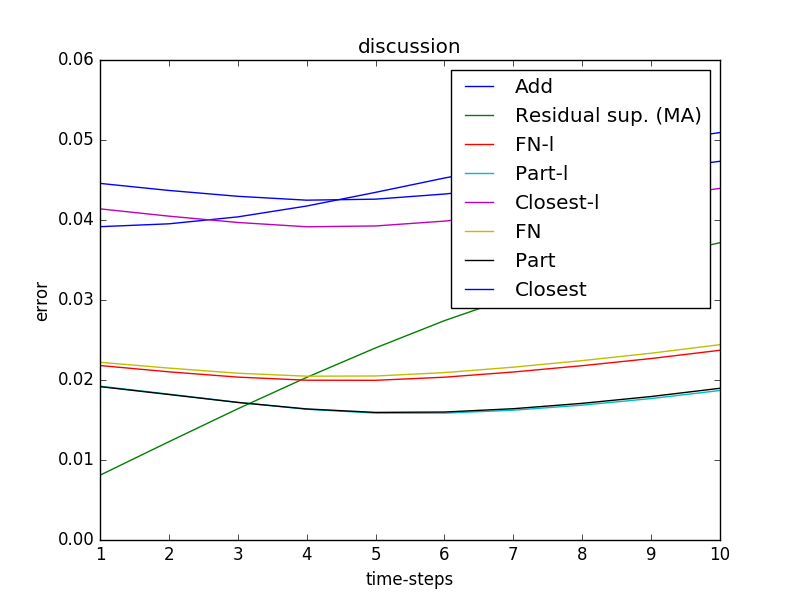 discussion
0.06
0.05
0.04
0.03
0.02
0.01
0.00
error
Add
Residual sup. (MA)
FN-l
Part-l
Closest-l
FN
Part
Closest
1 2 3 4 5 6 7 8 9 10
time-steps